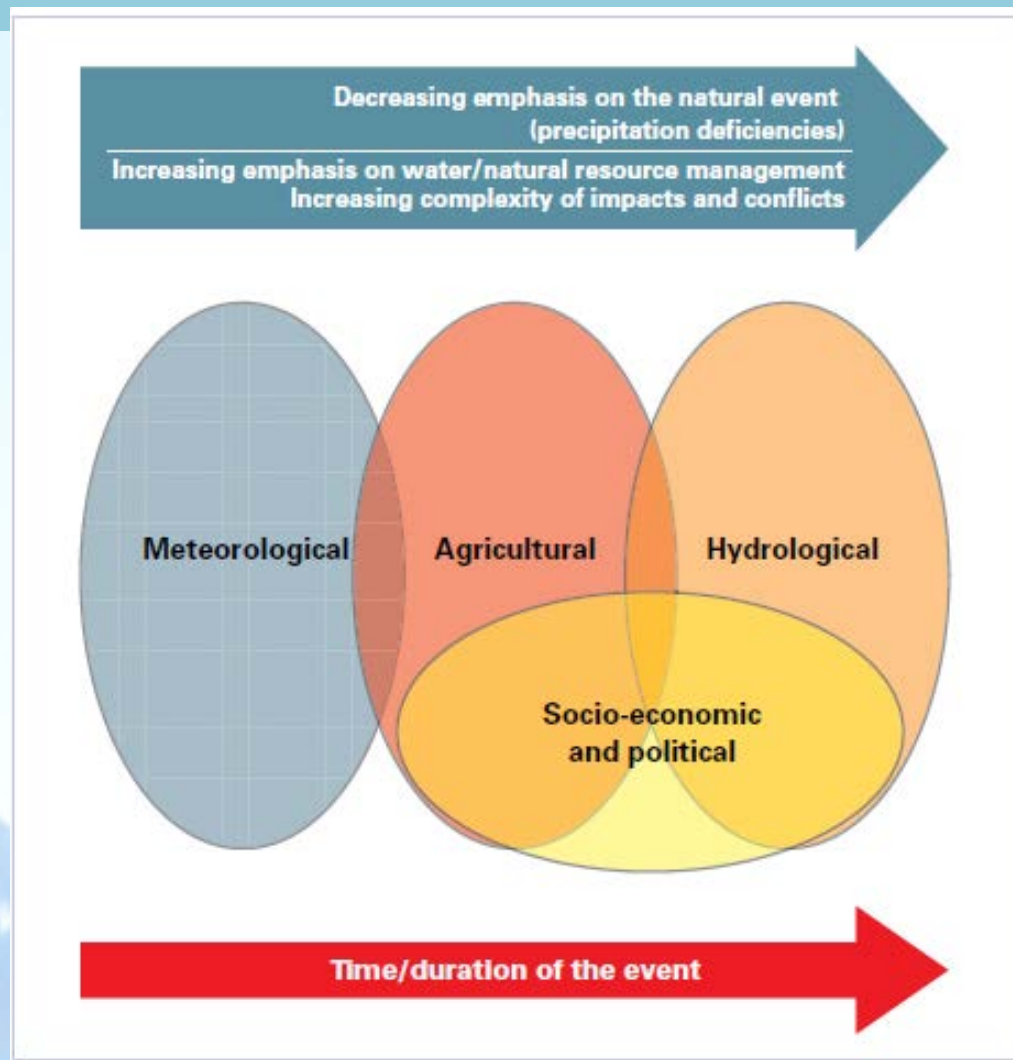 Decreasing emphasis on the natural event
(precipitation deficiencies)
Increasing emphasis on water/natural resource management
Increasing complexity of impacts and conflicts
Meteorological
Agricultural
Hydrological
Socio-economic
and political
Time/duration of the event